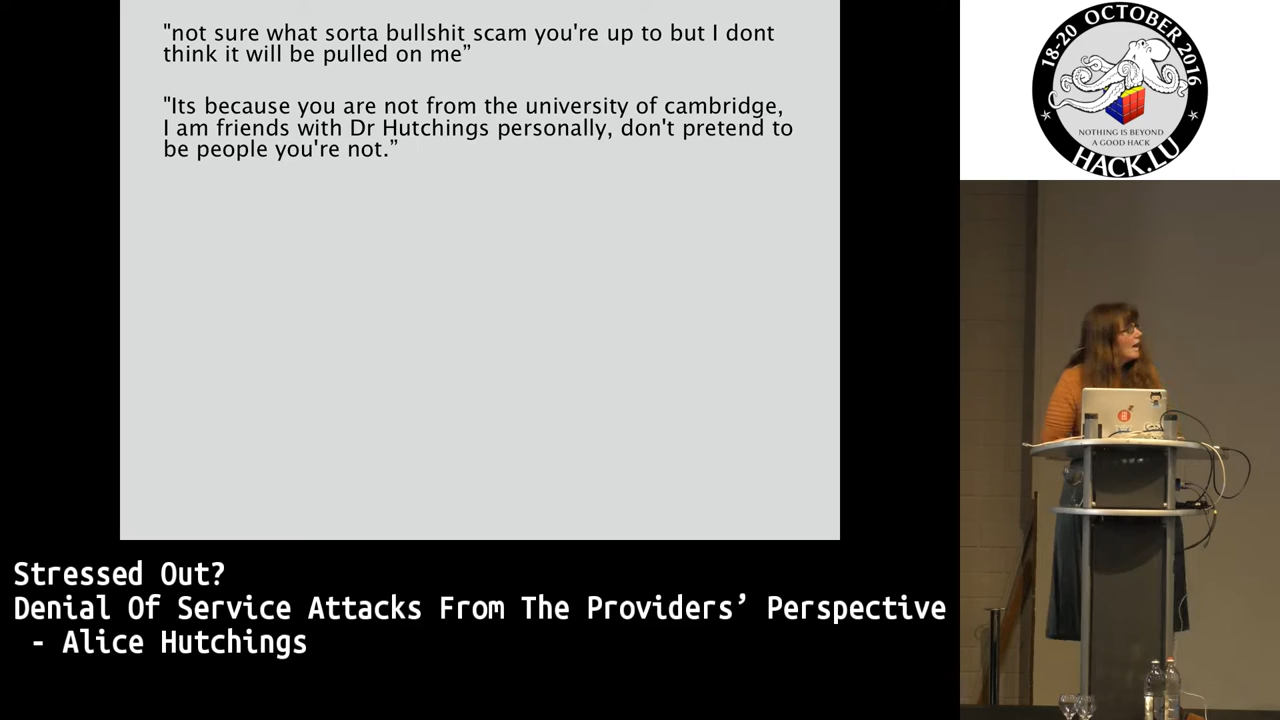 "not sure what sorta bullshit scam you're up to but I dont
think it will be pulled on me”
"Its because you are not from the university of cambridge,
I am friends with Dr Hutchings personally, don't pretend to
be people you're not.”
18-20 OCTOBER 2016
NOTHING IS BEYOND
A GOOD HACK
HACK.LU
Stressed Out?
Denial Of Service Attacks From The Providers’ Perspective
- Alice Hutchings